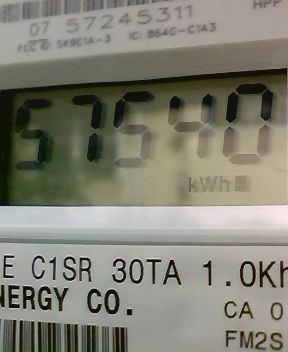 HPP
07 57245311
FCC ID: SK9C1A-3 IC: 864G-C1A3
57540
kWh
E C1SR 30TA 1.0Kh
NERGY CO.
CA 0
FM2S